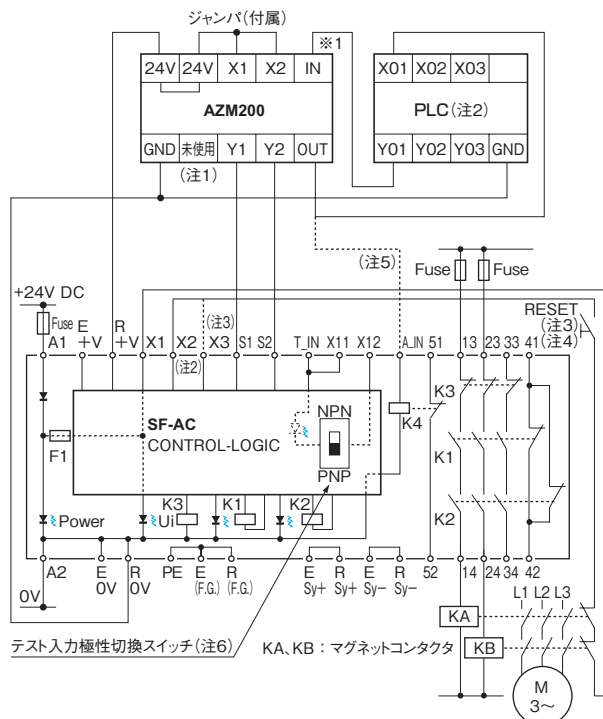 ジャンパ(付属)
※1
24V 24V X1 X2 IN
X01 X02 X03
AZM200
PLC(注2)
GND 未使用 Y1 Y2 OUT
Y01 Y02 Y03 GND
(注1)
(注5)
Fuse Fuse
+24V DC
Fuse
RESET
(注3)
(注4)
A1 E +V R +V X1 X2 X3 S1 S2 T_IN X11 X12 A_IN 51 13 23 33 41
(注2)
(注3)
SF-AC
CONTROL-LOGIC
NPN
PNP
F1
K4
K3
K1
K2
Power
Ui
K3 K1 K2
A2 E 0V R 0V PE E (F.G.) R (F.G.) E Sy+ R Sy+ E Sy− R Sy− 52 14 24 34 42
0V
テスト入力極性切換スイッチ(注6)
KA、KB:マグネットコンタクタ
KA
KB
L1 L2 L3
M
3〜